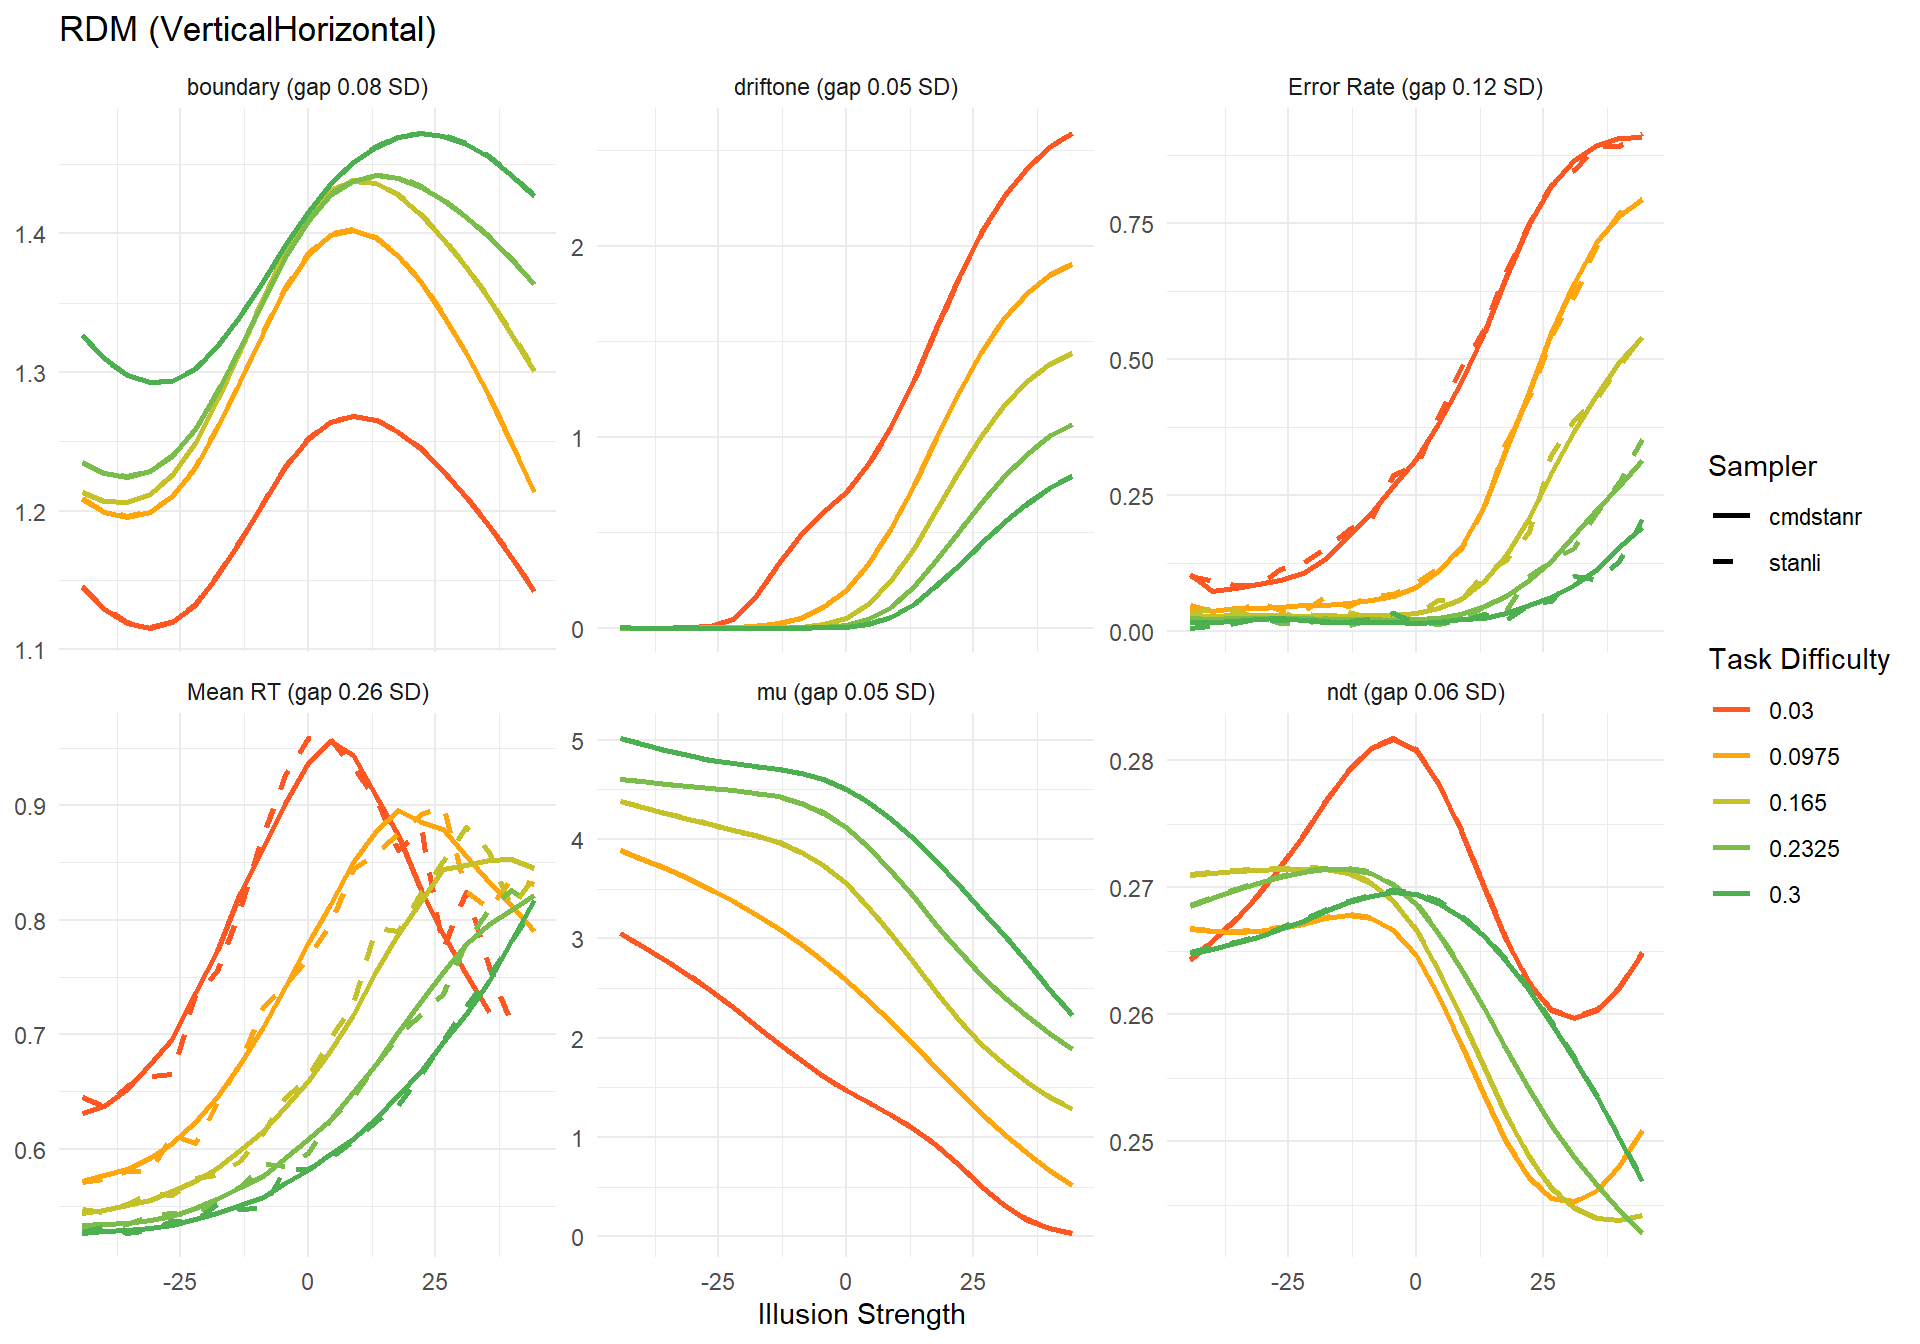 RDM (VerticalHorizontal)
boundary (gap 0.08 SD)
driftone (gap 0.05 SD)
Error Rate (gap 0.12 SD)
1.4
1.3
1.2
1.1
2
1
0
0.75
0.50
0.25
0.00
Mean RT (gap 0.26 SD)
mu (gap 0.05 SD)
ndt (gap 0.06 SD)
0.9
0.8
0.7
0.6
5
4
3
2
1
0
0.28
0.27
0.26
0.25
-25 0 25
-25 0 25
-25 0 25
Illusion Strength
Sampler
cmdstanr
stanli
Task Difficulty
0.03
0.0975
0.165
0.2325
0.3